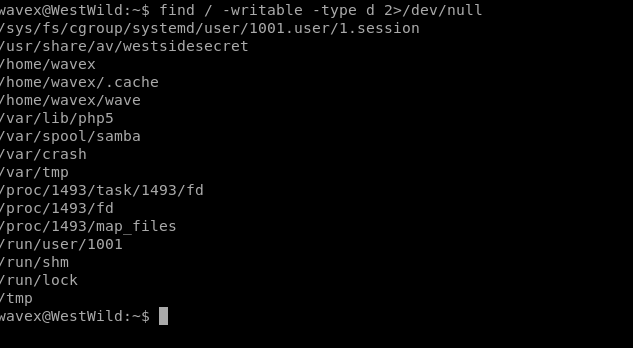 wavex@WestWild:~$ find / -writable -type d 2>/dev/null
/sys/fs/cgroup/systemd/user/1001.user/1.session
/usr/share/av/westsidesecret
/home/wavex
/home/wavex/.cache
/home/wavex/wave
/var/lib/php5
/var/spool/samba
/var/crash
/var/tmp
/proc/1493/task/1493/fd
/proc/1493/fd
/proc/1493/map_files
/run/user/1001
/run/shm
/run/lock
/tmp
wavex@WestWild:~$